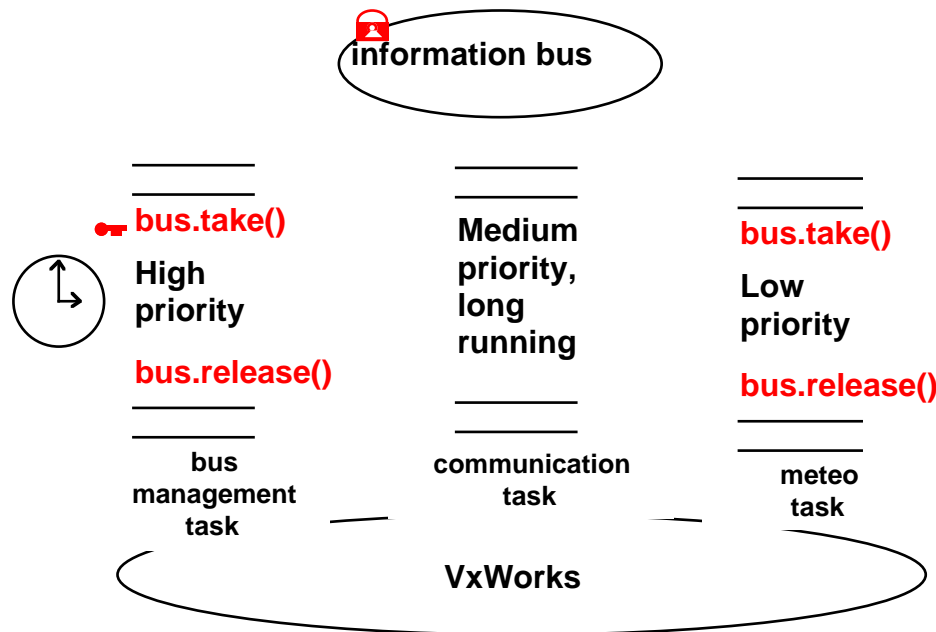 information bus
bus.take()
High
priority
bus.release()
bus
management
task
Medium
priority,
long
running
communication
task
bus.take()
Low
priority
bus.release()
meteo
task
VxWorks